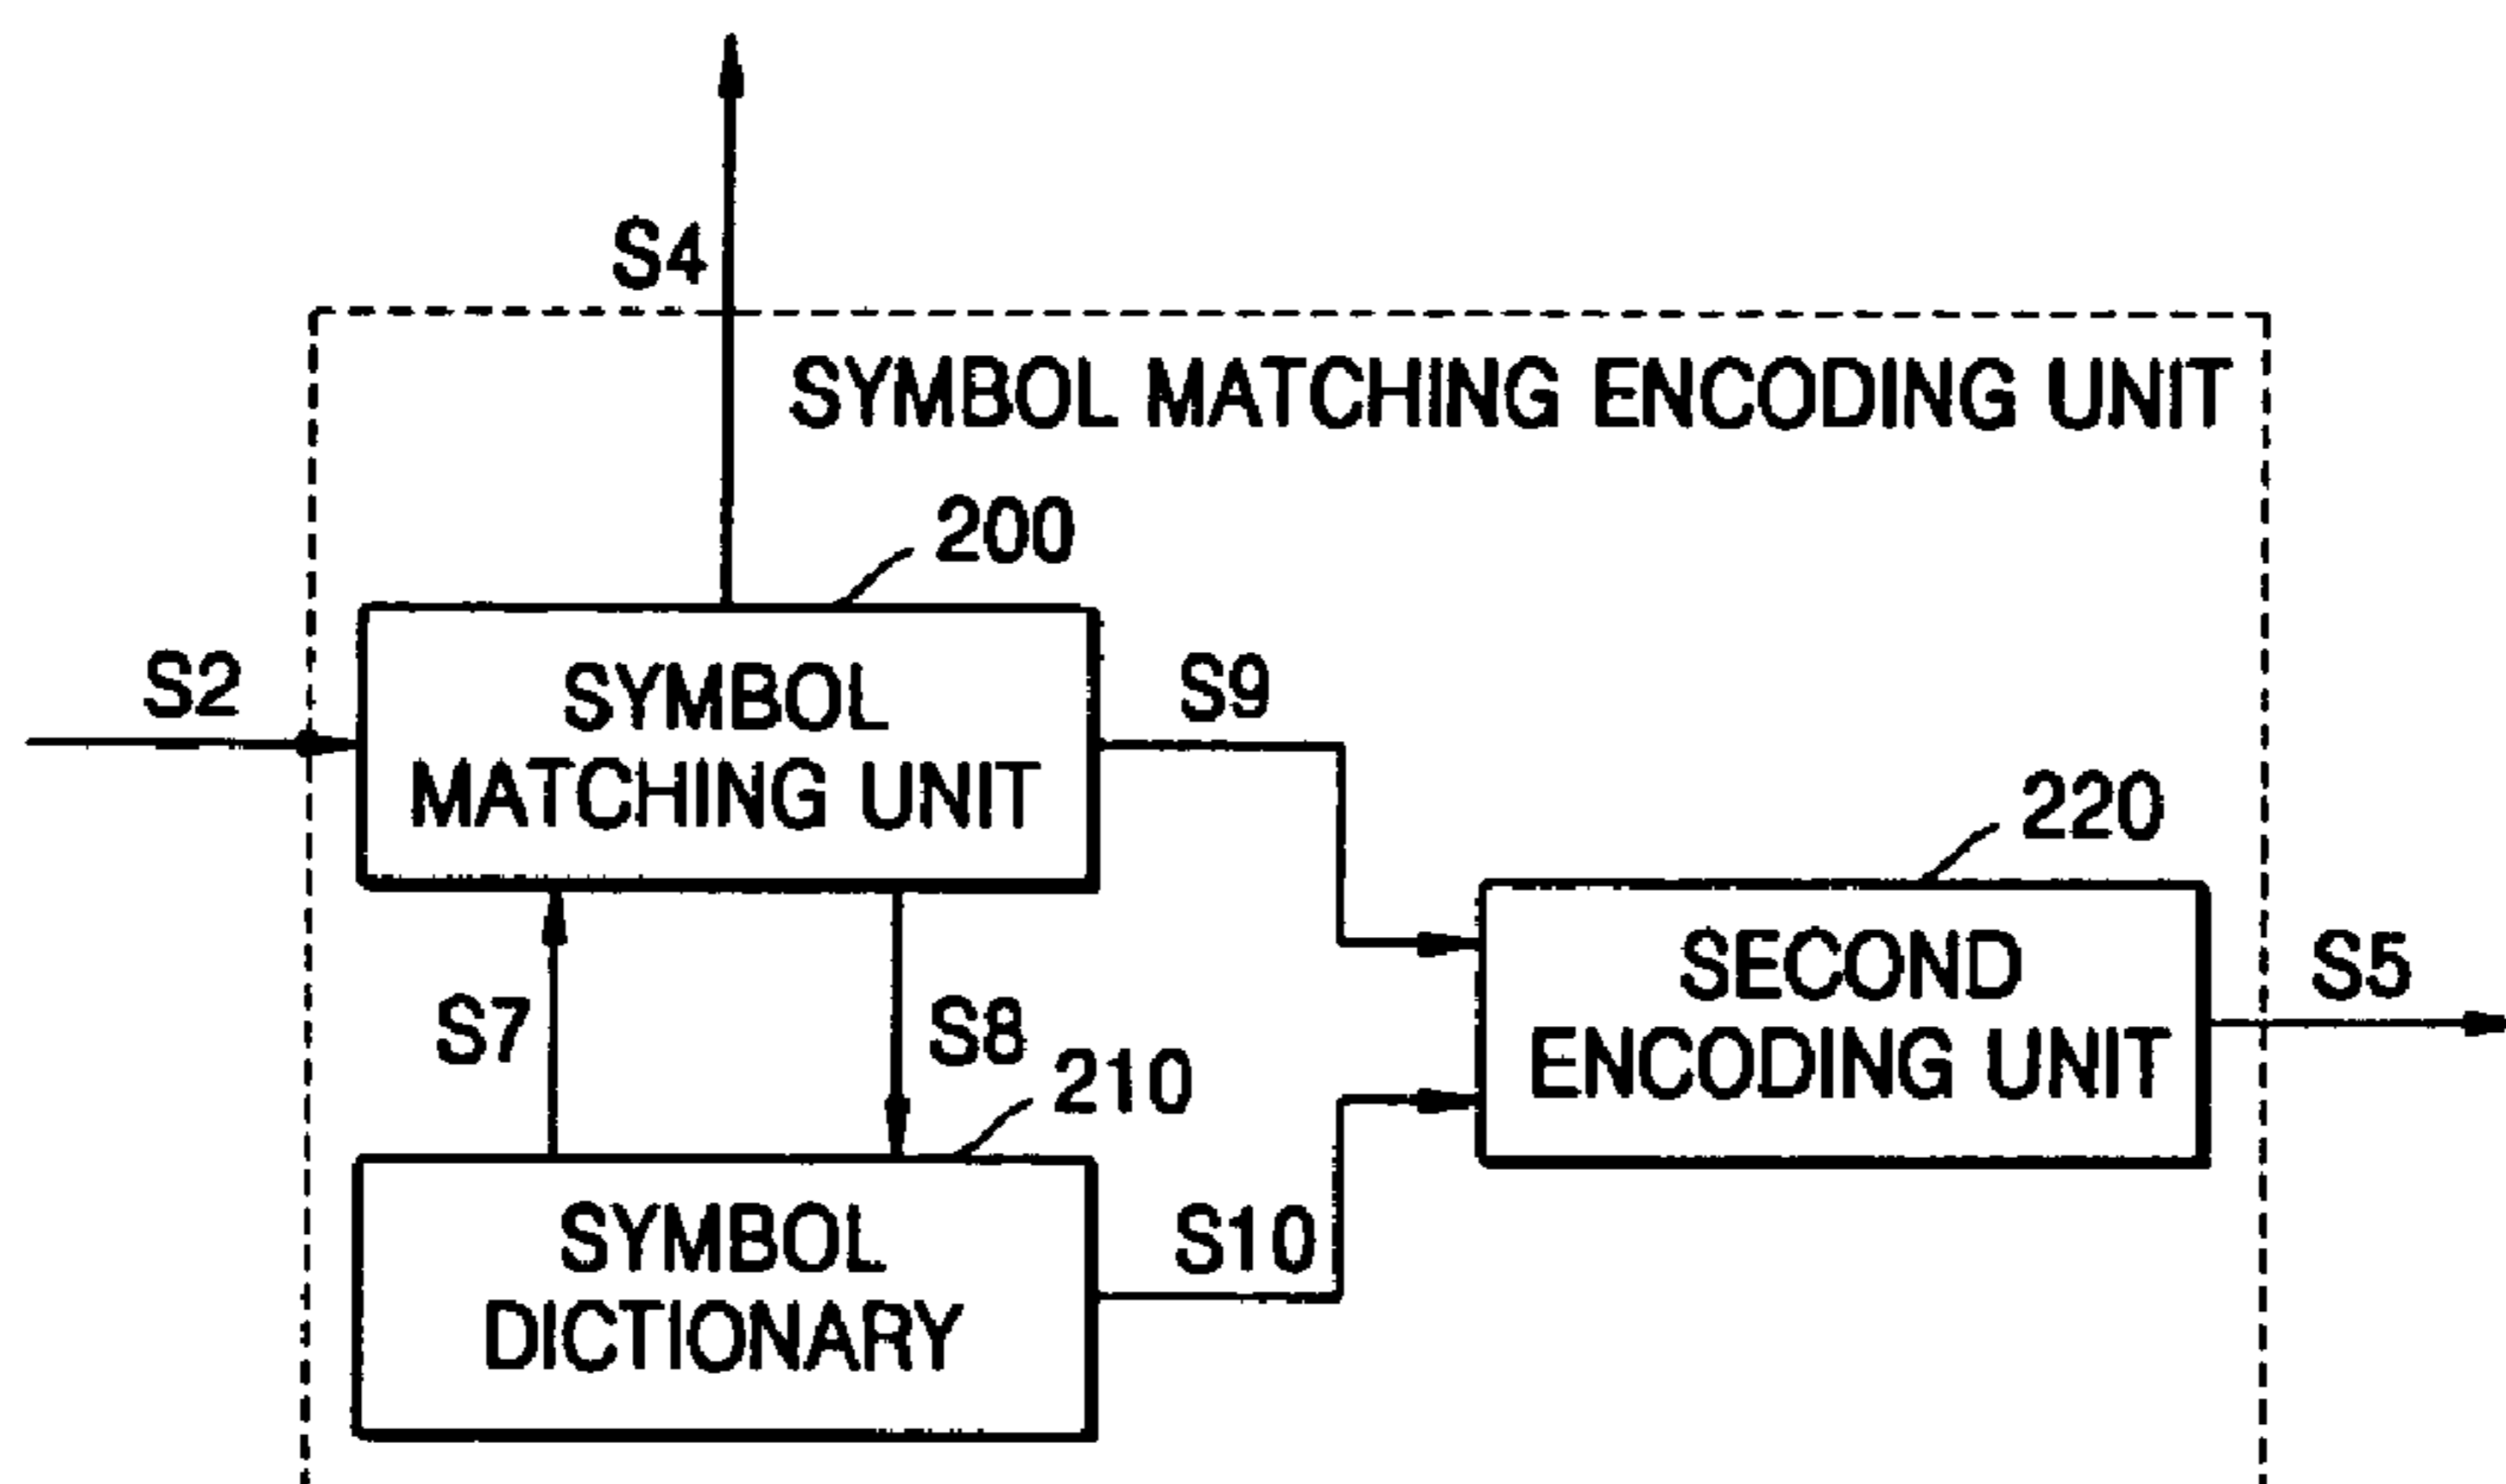 S4
SYMBOL MATCHING ENCODING UNIT
200
S2
SYMBOL
MATCHING UNIT
S9
220
SECOND
ENCODING UNIT
S5
S7
S8
210
SYMBOL
DICTIONARY
S10